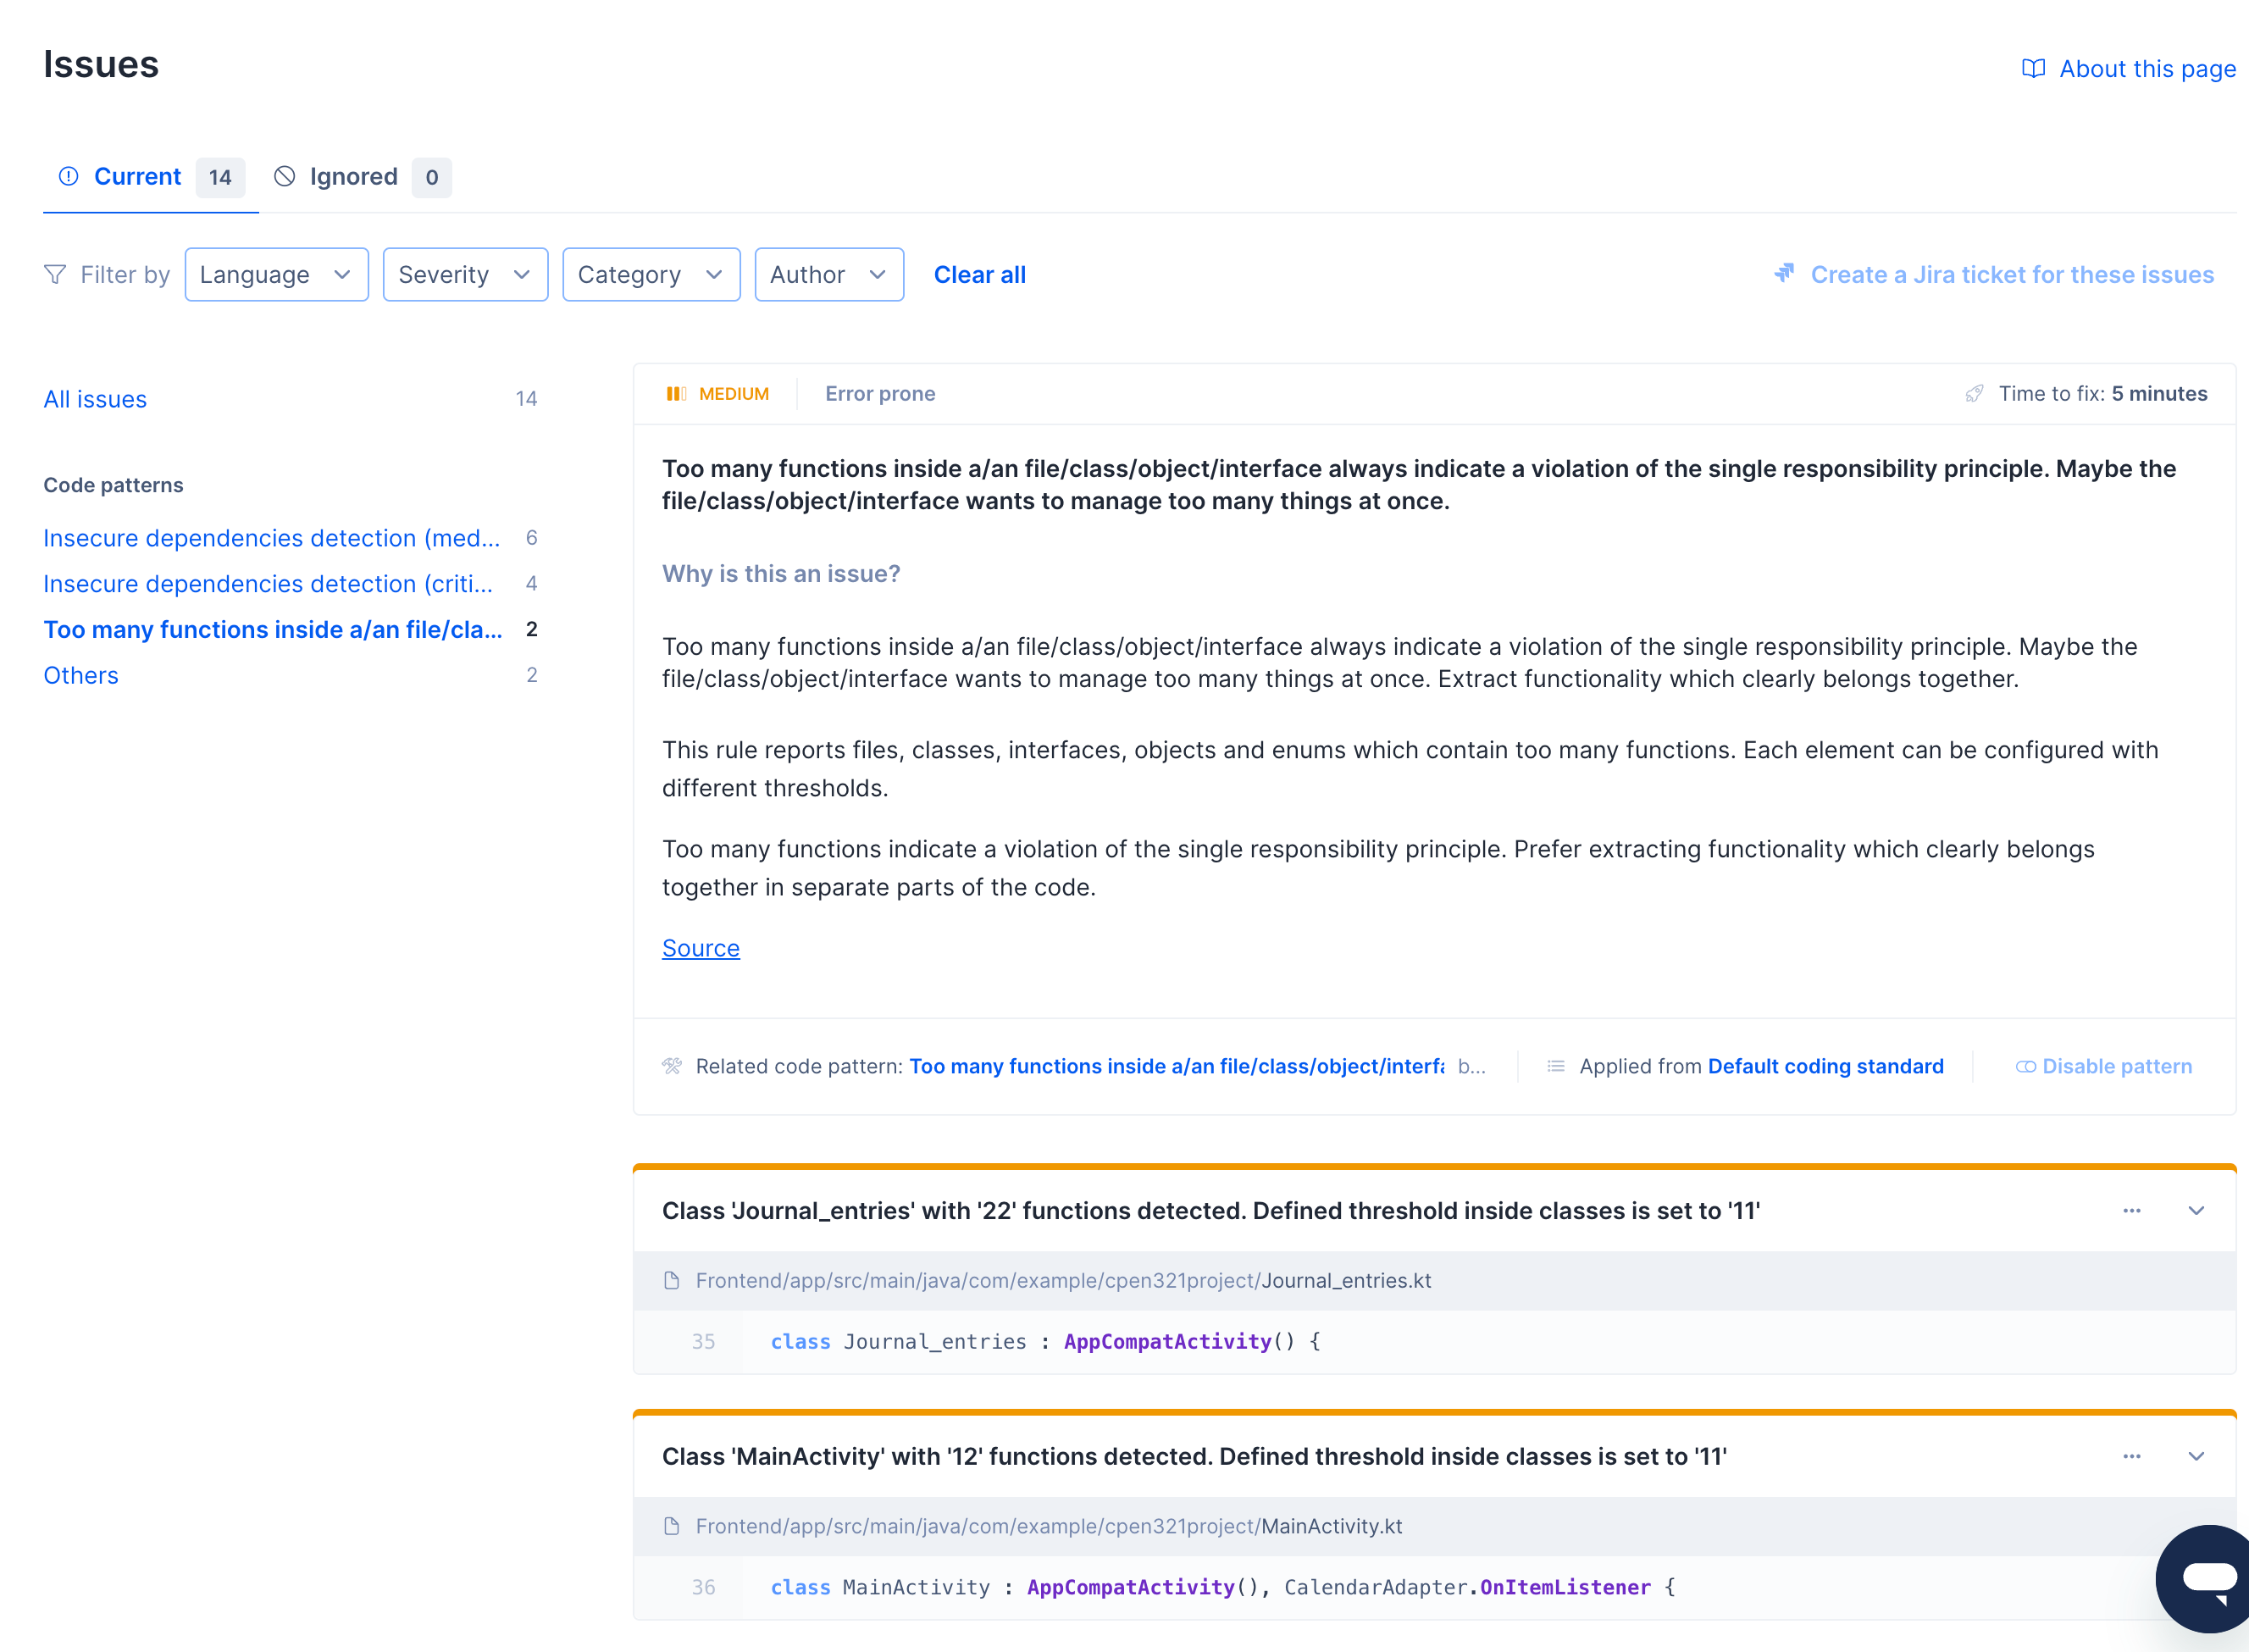 Issues
About this page
Current 14 Ignored 0
Filter by Language Severity Category Author Clear all Create a Jira ticket for these issues
All issues 14
Code patterns
Insecure dependencies detection (med... 6
Insecure dependencies detection (criti... 4
Too many functions inside a/an file/cla... 2
Others 2
MEDIUM Error prone Time to fix: 5 minutes
Too many functions inside a/an file/class/object/interface always indicate a violation of the single responsibility principle. Maybe the
file/class/object/interface wants to manage too many things at once.
Why is this an issue?
Too many functions inside a/an file/class/object/interface always indicate a violation of the single responsibility principle. Maybe the
file/class/object/interface wants to manage too many things at once. Extract functionality which clearly belongs together.
This rule reports files, classes, interfaces, objects and enums which contain too many functions. Each element can be configured with
different thresholds.
Too many functions indicate a violation of the single responsibility principle. Prefer extracting functionality which clearly belongs
together in separate parts of the code.
Source
Related code pattern: Too many functions inside a/an file/class/object/interfa b... Applied from Default coding standard Disable pattern
Class 'Journal_entries' with '22' functions detected. Defined threshold inside classes is set to '11'
Frontend/app/src/main/java/com/example/cpen321project/Journal_entries.kt
35 class Journal_entries : AppCompatActivity() {
Class 'MainActivity' with '12' functions detected. Defined threshold inside classes is set to '11'
Frontend/app/src/main/java/com/example/cpen321project/MainActivity.kt
36 class MainActivity : AppCompatActivity(), CalendarAdapter.OnItemListener {